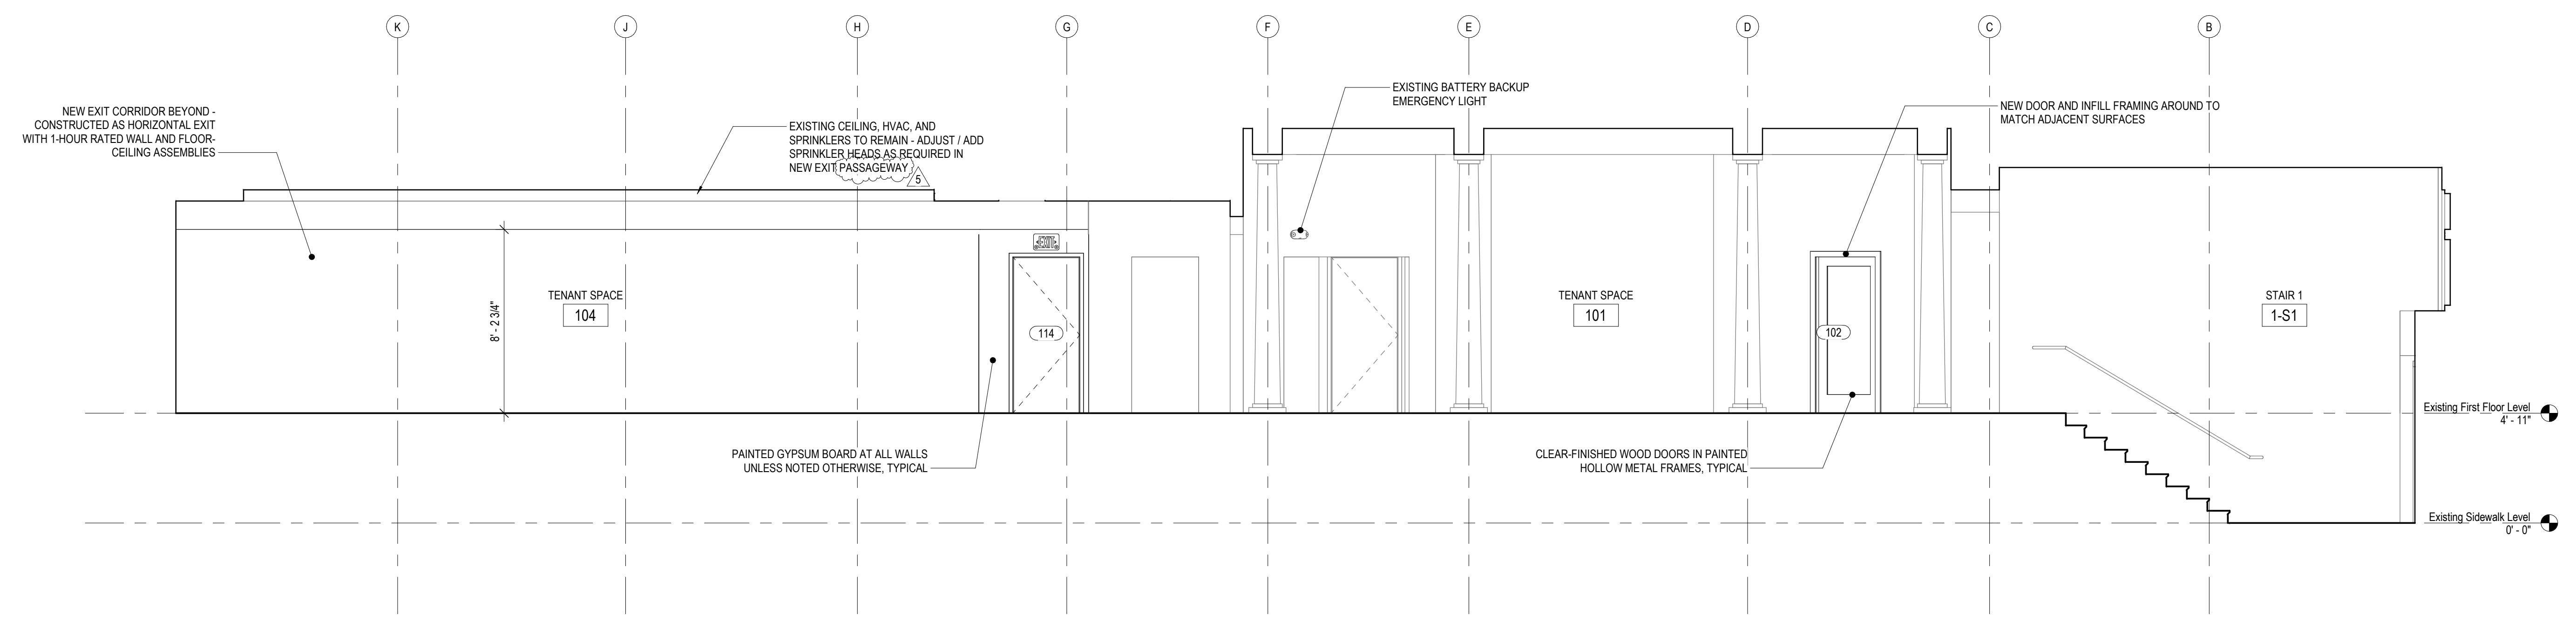 K
J
H
G
F
E
D
C
B
NEW EXIT CORRIDOR BEYOND -
CONSTRUCTED AS HORIZONTAL EXIT
WITH 1-HOUR RATED WALL AND FLOOR-
CEILING ASSEMBLIES
EXISTING CEILING, HVAC, AND
SPRINKLERS TO REMAIN - ADJUST / ADD
SPRINKLER HEADS AS REQUIRED IN
NEW EXIT PASSAGEWAY
5
EXISTING BATTERY BACKUP
EMERGENCY LIGHT
NEW DOOR AND INFILL FRAMING AROUND TO
MATCH ADJACENT SURFACES
EXIT
TENANT SPACE
104
8' - 2 3/4"
114
TENANT SPACE
101
102
STAIR 1
1-S1
PAINTED GYPSUM BOARD AT ALL WALLS
UNLESS NOTED OTHERWISE, TYPICAL
CLEAR-FINISHED WOOD DOORS IN PAINTED
HOLLOW METAL FRAMES, TYPICAL
Existing First Floor Level
4' - 11"
Existing Sidewalk Level
0' - 0"